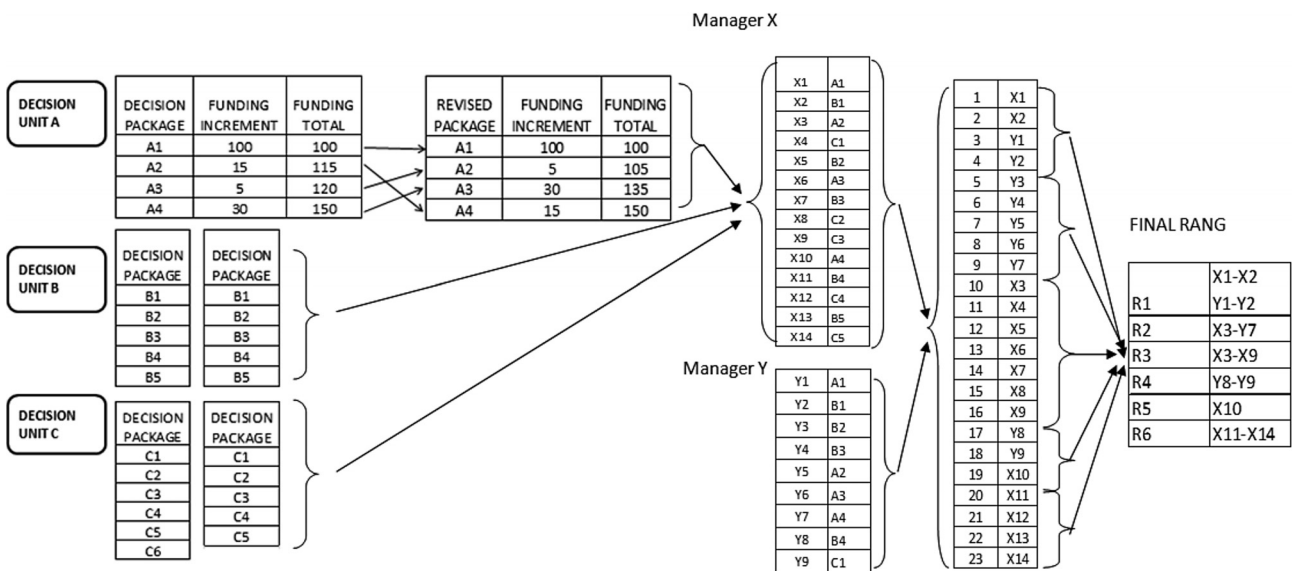 Manager X
DECISION
UNIT A
DECISION FUNDING FUNDING
PACKAGE INCREMENT TOTAL
A1 100 100
A2 15 115
A3 5 120
A4 30 150
REVISED FUNDING FUNDING
PACKAGE INCREMENT TOTAL
A1 100 100
A2 5 105
A3 30 135
A4 15 150
DECISION
UNIT B
DECISION
PACKAGE
B1
B2
B3
B4
B5
DECISION
PACKAGE
B1
B2
B3
B4
B5
DECISION
UNIT C
DECISION
PACKAGE
C1
C2
C3
C4
C5
C6
DECISION
PACKAGE
C1
C2
C3
C4
C5
X1 A1
X2 B1
X3 A2
X4 C1
X5 B2
X6 A3
X7 B3
X8 C2
X9 C3
X10 A4
X11 B4
X12 C4
X13 B5
X14 C5
Manager Y
Y1 A1
Y2 B1
Y3 B2
Y4 B3
Y5 A2
Y6 A3
Y7 A4
Y8 B4
Y9 C1
1 X1
2 X2
3 Y1
4 Y2
5 Y3
6 Y4
7 Y5
8 Y6
9 Y7
10 X3
11 X4
12 X5
13 X6
14 X7
15 X8
16 X9
17 Y8
18 Y9
19 X10
20 X11
21 X12
22 X13
23 X14
FINAL RANG
X1-X2
R1 Y1-Y2
R2 X3-Y7
R3 X3-X9
R4 Y8-Y9
R5 X10
R6 X11-X14